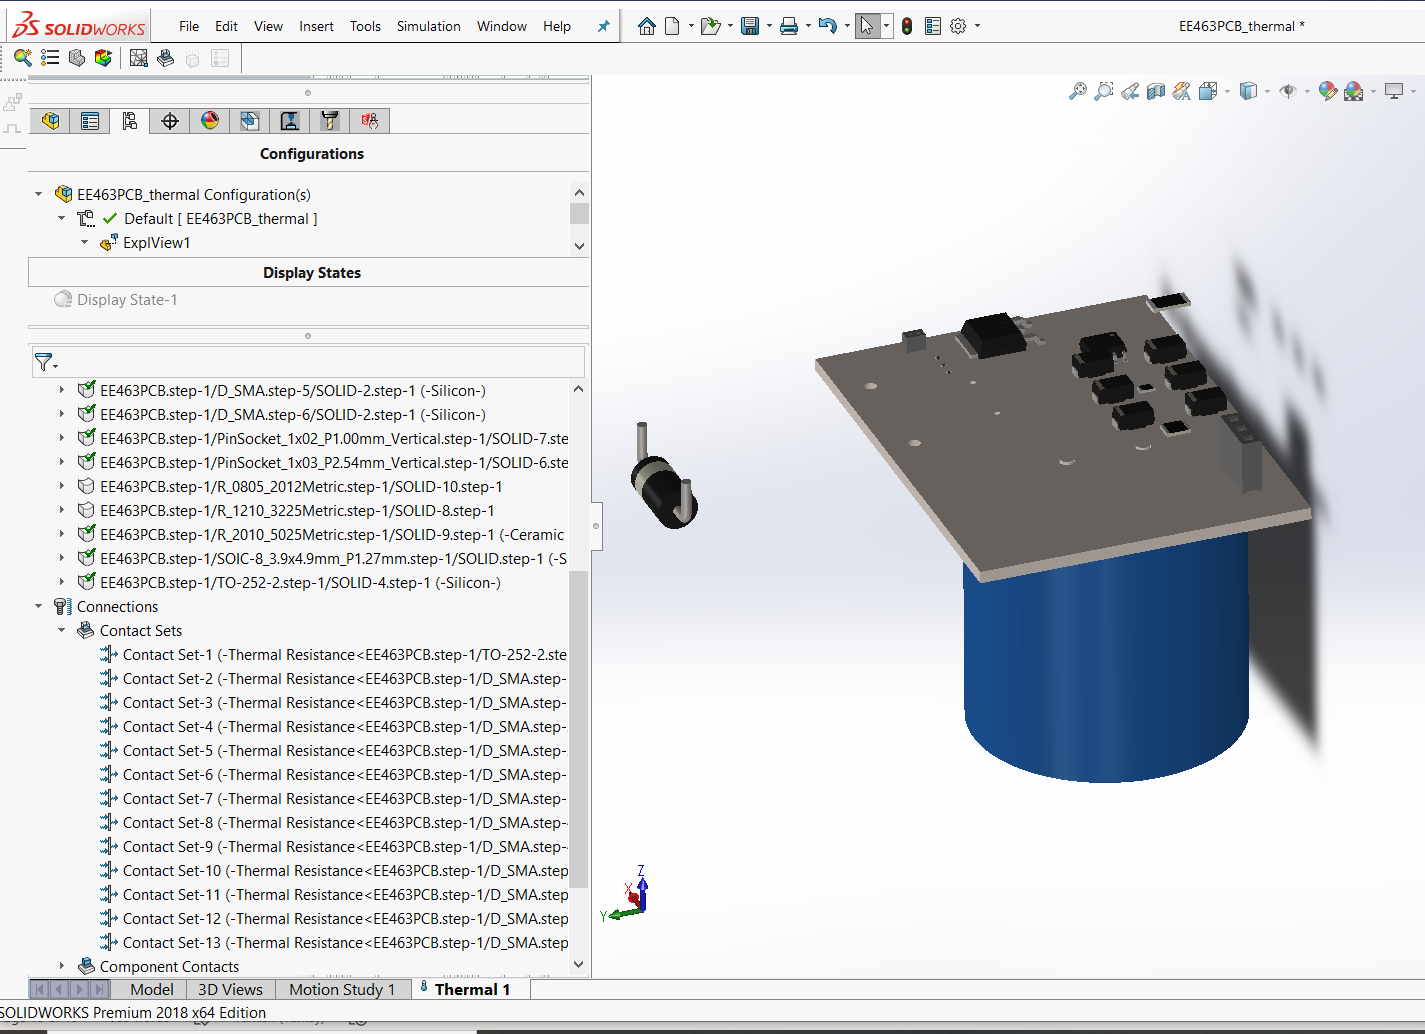 SOLIDWORKS File Edit View Insert Tools Simulation Window Help EE463PCB_thermal *
Configurations
EE463PCB_thermal Configuration(s)
Default [ EE463PCB_thermal ]
ExplView1
Display States
Display State-1
EE463PCB.step-1/D_SMA.step-5/SOLID-2.step-1 (-Silicon-)
EE463PCB.step-1/D_SMA.step-6/SOLID-2.step-1 (-Silicon-)
EE463PCB.step-1/PinSocket_1x02_P1.00mm_Vertical.step-1/SOLID-7.ste
EE463PCB.step-1/PinSocket_1x03_P2.54mm_Vertical.step-1/SOLID-6.ste
EE463PCB.step-1/R_0805_2012Metric.step-1/SOLID-10.step-1
EE463PCB.step-1/R_1210_3225Metric.step-1/SOLID-8.step-1
EE463PCB.step-1/R_2010_5025Metric.step-1/SOLID-9.step-1 (-Ceramic
EE463PCB.step-1/SOIC-8_3.9x4.9mm_P1.27mm.step-1/SOLID.step-1 (-S
EE463PCB.step-1/TO-252-2.step-1/SOLID-4.step-1 (-Silicon-)
Connections
Contact Sets
Contact Set-1 (-Thermal Resistance<EE463PCB.step-1/TO-252-2.ste
Contact Set-2 (-Thermal Resistance<EE463PCB.step-1/D_SMA.step-
Contact Set-3 (-Thermal Resistance<EE463PCB.step-1/D_SMA.step-
Contact Set-4 (-Thermal Resistance<EE463PCB.step-1/D_SMA.step-
Contact Set-5 (-Thermal Resistance<EE463PCB.step-1/D_SMA.step-
Contact Set-6 (-Thermal Resistance<EE463PCB.step-1/D_SMA.step-
Contact Set-7 (-Thermal Resistance<EE463PCB.step-1/D_SMA.step-
Contact Set-8 (-Thermal Resistance<EE463PCB.step-1/D_SMA.step-
Contact Set-9 (-Thermal Resistance<EE463PCB.step-1/D_SMA.step-
Contact Set-10 (-Thermal Resistance<EE463PCB.step-1/D_SMA.step
Contact Set-11 (-Thermal Resistance<EE463PCB.step-1/D_SMA.step
Contact Set-12 (-Thermal Resistance<EE463PCB.step-1/D_SMA.step
Contact Set-13 (-Thermal Resistance<EE463PCB.step-1/D_SMA.step
Component Contacts
Z
X
Y
Model 3D Views Motion Study 1 Thermal 1
SOLIDWORKS Premium 2018 x64 Edition